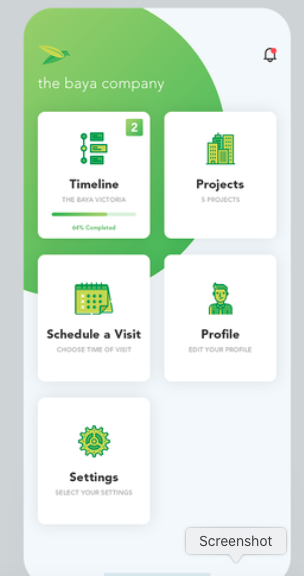 the baya company
2
Timeline
THE BAYA VICTORIA
64% Completed
Projects
5 PROJECTS
Schedule a Visit
CHOOSE TIME OF VISIT
Profile
EDIT YOUR PROFILE
Settings
SELECT YOUR SETTINGS
Screenshot